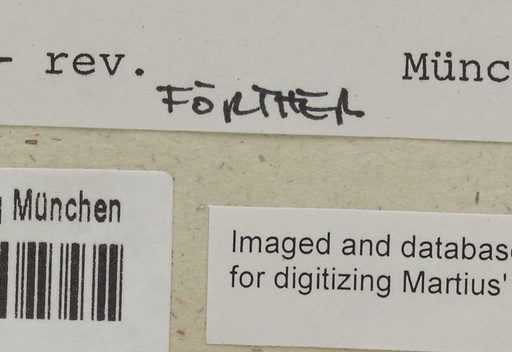 - rev. Münc
FÖRTHER
München
Imaged and databas
for digitizing Martius'